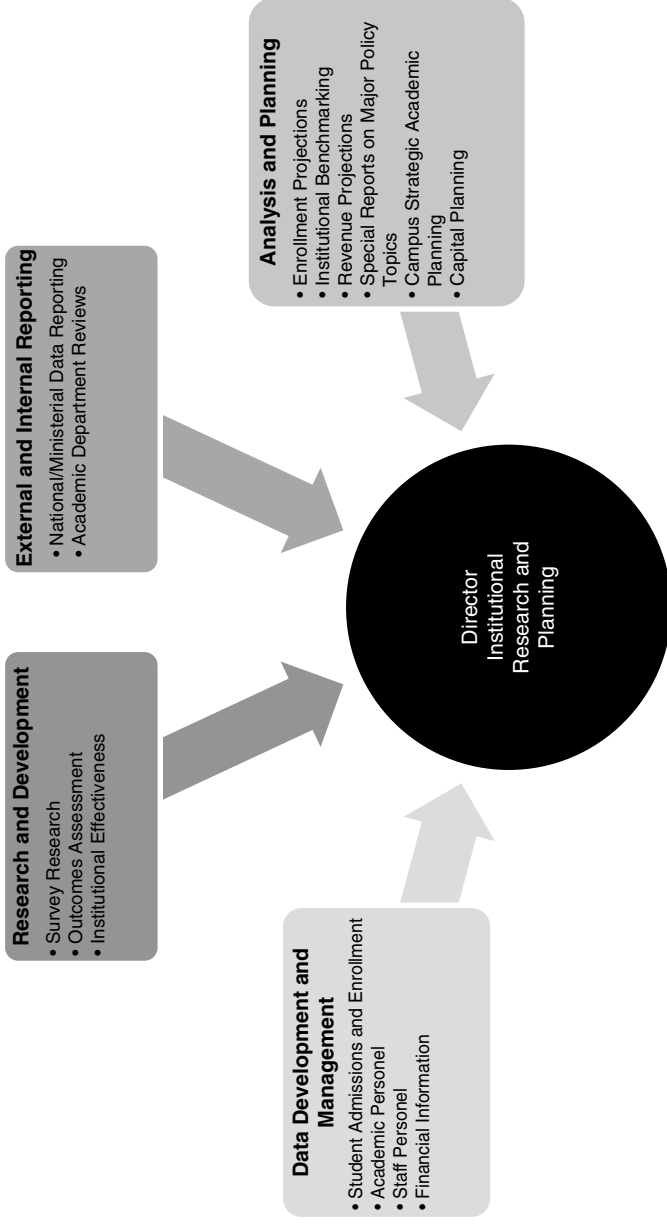 Data Development and
Management
• Student Admissions and Enrollment
• Academic Personel
• Staff Personel
• Financial Information
Research and Development
• Survey Research
• Outcomes Assessment
• Institutional Effectiveness
External and Internal Reporting
• National/Ministerial Data Reporting
• Academic Department Reviews
Analysis and Planning
• Enrollment Projections
• Institutional Benchmarking
• Revenue Projections
• Special Reports on Major Policy
Topics
• Campus Strategic Academic
Planning
• Capital Planning
Director
Institutional
Research and
Planning